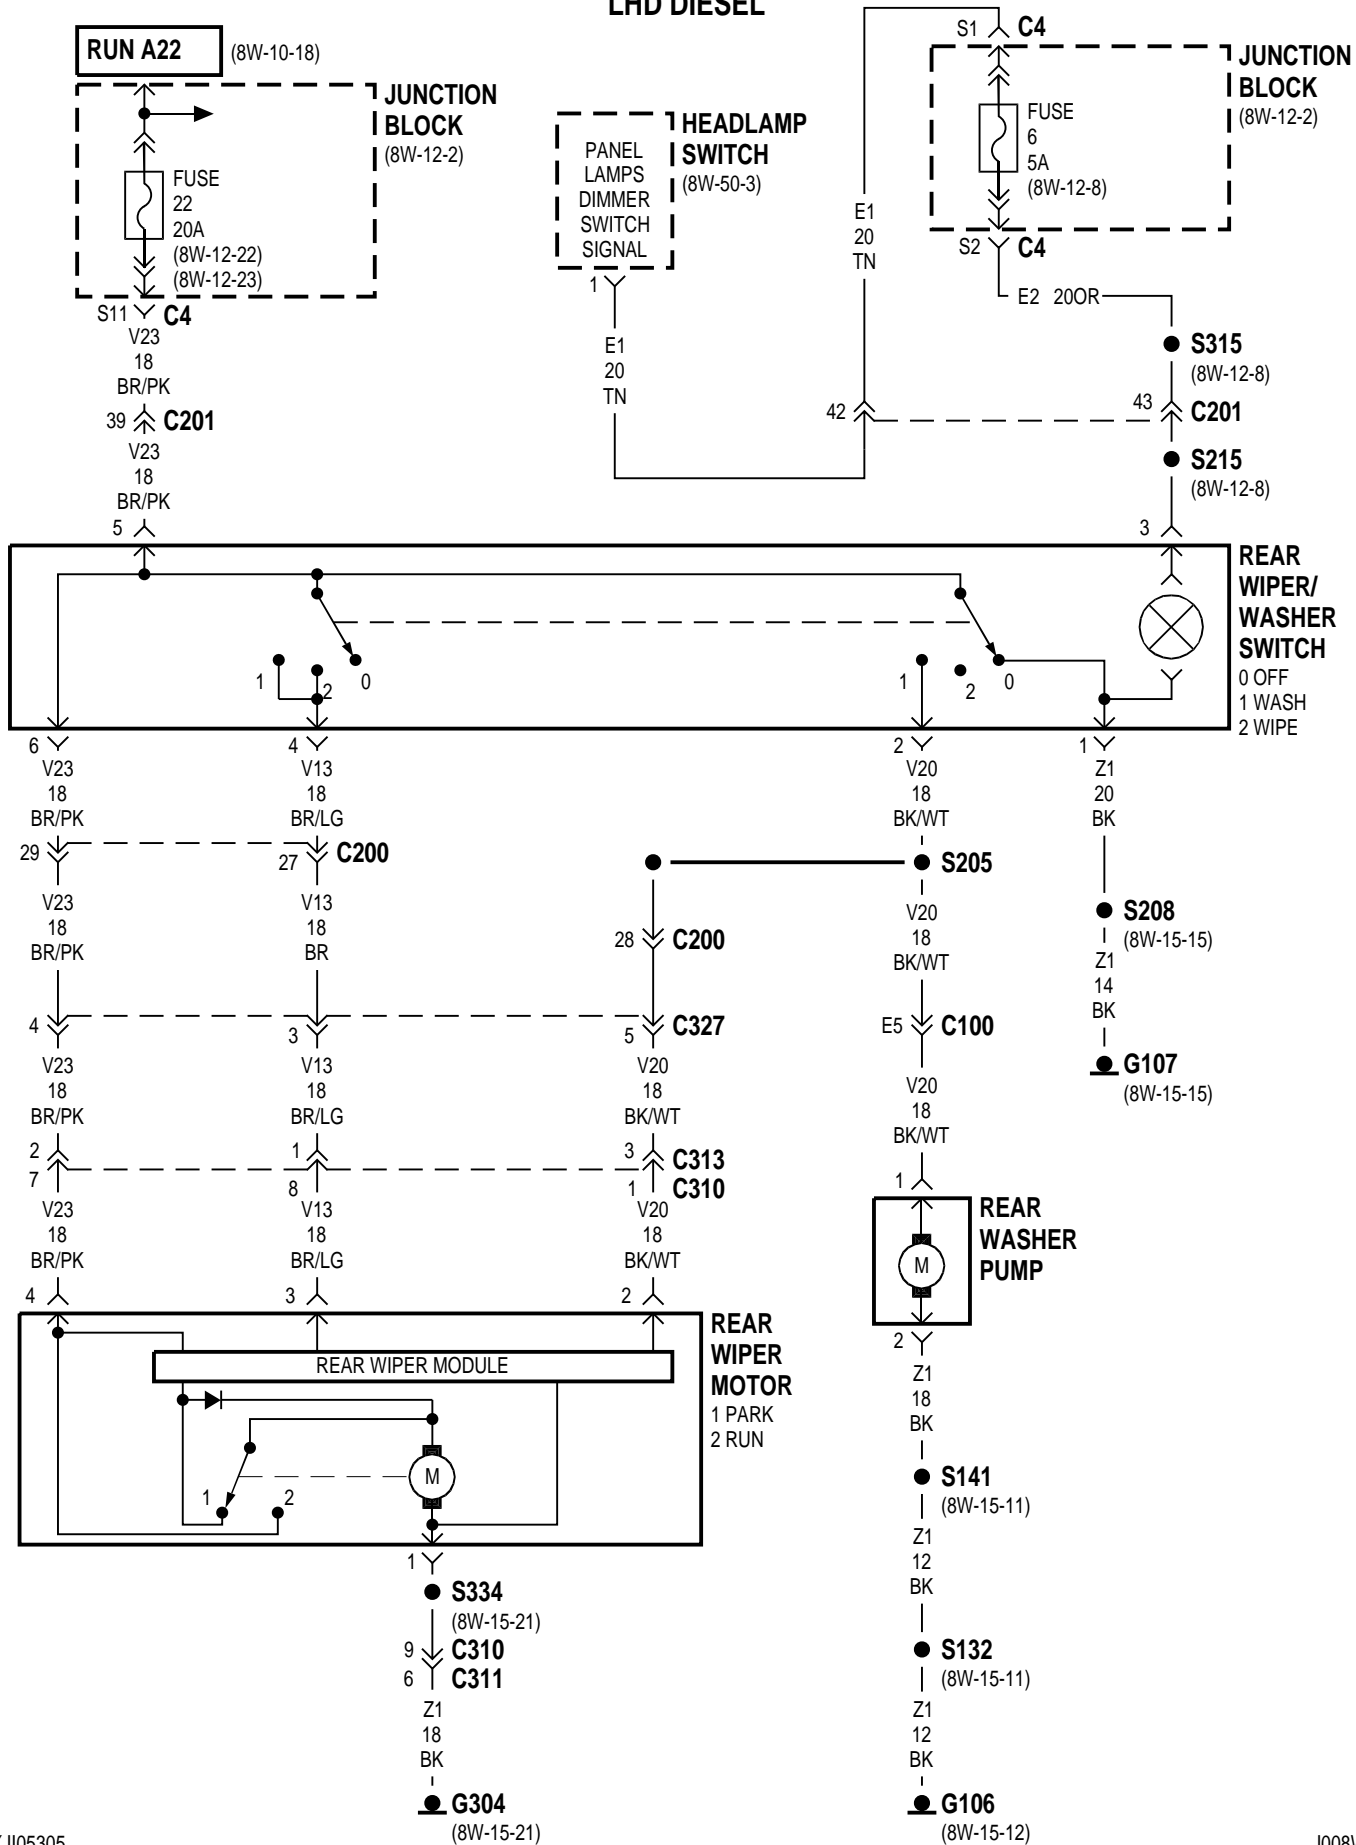 LHD DIESEL
RUN A22 (8W-10-18)
JUNCTION
BLOCK
(8W-12-2)
FUSE
22
20A
(8W-12-22)
(8W-12-23)
S11 C4
V23
18
BR/PK
39 C201
V23
18
BR/PK
5
HEADLAMP
SWITCH
(8W-50-3)
PANEL
LAMPS
DIMMER
SWITCH
SIGNAL
1
E1
20
TN
S1 C4
JUNCTION
BLOCK
(8W-12-2)
FUSE
6
5A
(8W-12-8)
S2 C4
E1
20
TN
E2 20OR
S315
(8W-12-8)
42
43 C201
S215
(8W-12-8)
3
REAR
WIPER/
WASHER
SWITCH
0 OFF
1 WASH
2 WIPE
1 2 0
1 2 0
6 4 2 1
V23
18
BR/PK
V13
18
BR/LG
V20
18
BK/WT
Z1
20
BK
29 27 C200
S205
V23
18
BR/PK
V13
18
BR
28 C200
V20
18
BK/WT
S208
(8W-15-15)
Z1
14
BK
G107
(8W-15-15)
4 3 5 C327
E5 C100
V23
18
BR/PK
V13
18
BR/LG
V20
18
BK/WT
V20
18
BK/WT
2 1 3 C313
7 8 1 C310
V23
18
BR/PK
V13
18
BR/LG
V20
18
BK/WT
4 3 2
1
REAR
WASHER
PUMP
M
2
REAR
WIPER
MOTOR
1 PARK
2 RUN
REAR WIPER MODULE
1 2 M
1
S334
(8W-15-21)
9 C310
6 C311
Z1
18
BK
G304
(8W-15-21)
Z1
18
BK
S141
(8W-15-11)
Z1
12
BK
S132
(8W-15-11)
Z1
12
BK
G106
(8W-15-12)